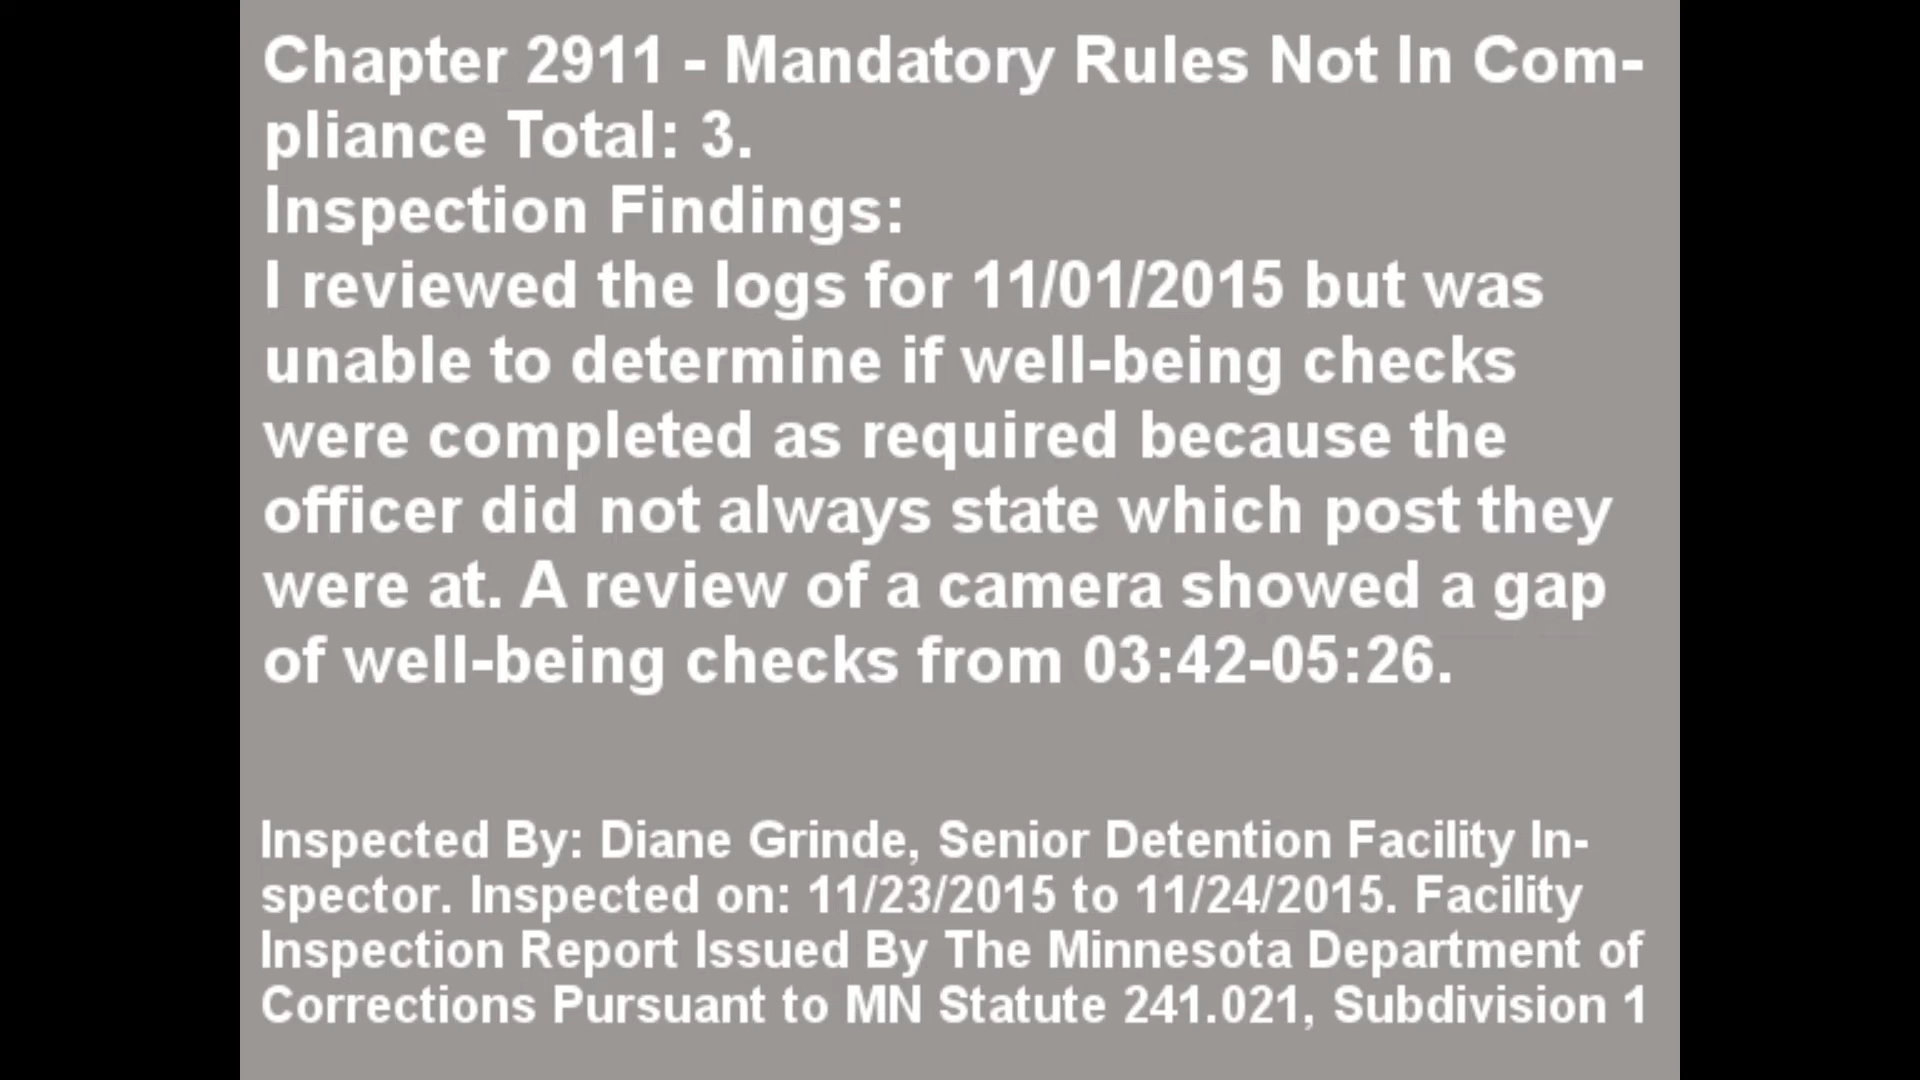 Chapter 2911 - Mandatory Rules Not In Com-
pliance Total: 3.
Inspection Findings:
I reviewed the logs for 11/01/2015 but was
unable to determine if well-being checks
were completed as required because the
officer did not always state which post they
were at. A review of a camera showed a gap
of well-being checks from 03:42-05:26.
Inspected By: Diane Grinde, Senior Detention Facility In-
spector. Inspected on: 11/23/2015 to 11/24/2015. Facility
Inspection Report Issued By The Minnesota Department of
Corrections Pursuant to MN Statute 241.021, Subdivision 1